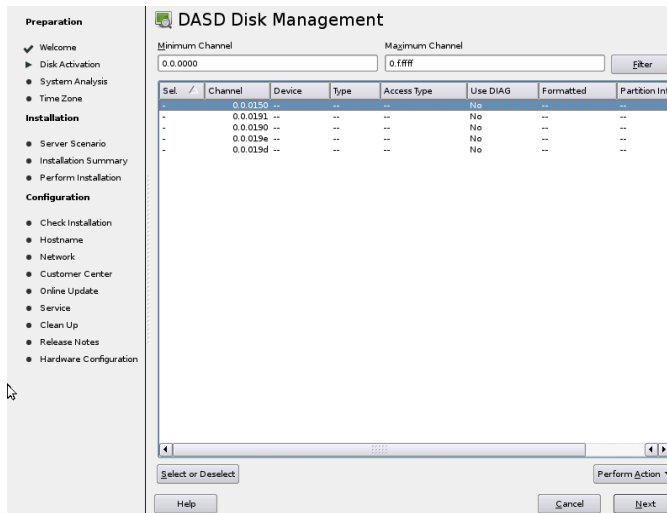 Preparation
Welcome
Disk Activation
System Analysis
Time Zone
Installation
Server Scenario
Installation Summary
Perform Installation
Configuration
Check Installation
Hostname
Network
Customer Center
Online Update
Service
Clean Up
Release Notes
Hardware Configuration
DASD Disk Management
Minimum Channel Maximum Channel
0.0.0000 0.f.ffff Filter
Sel. Channel Device Type Access Type Use DIAG Formatted Partition Inf
- 0.0.0150 -- -- -- No -- --
- 0.0.0191 -- -- -- No -- --
- 0.0.0190 -- -- -- No -- --
- 0.0.019e -- -- -- No -- --
- 0.0.019d -- -- -- No -- --
Select or Deselect Perform Action
Help Cancel Next